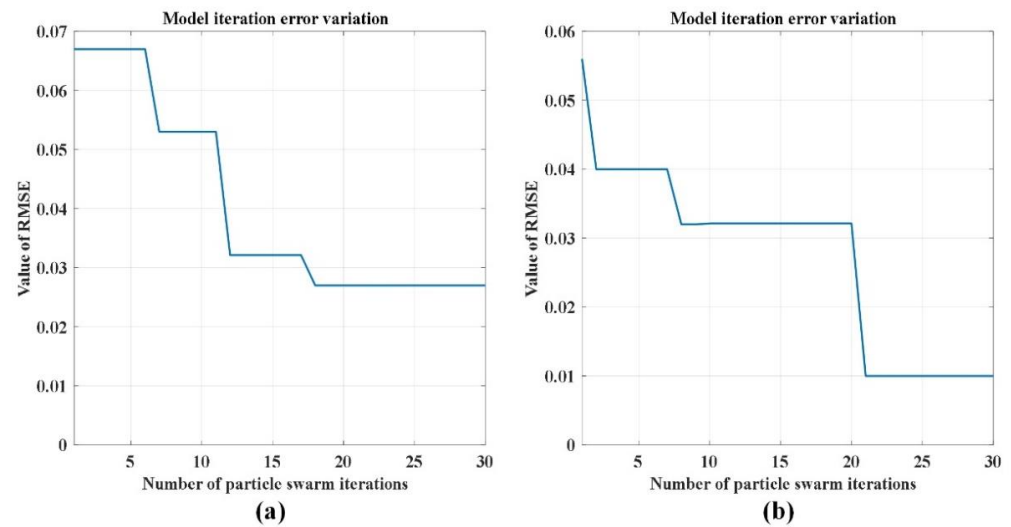 Model iteration error variation
0.07
0.06
0.05
0.04
0.03
0.02
0.01
0
Value of RMSE
5 10 15 20 25 30
Number of particle swarm iterations
(a)
Model iteration error variation
0.06
0.05
0.04
0.03
0.02
0.01
0
Value of RMSE
5 10 15 20 25 30
Number of particle swarm iterations
(b)